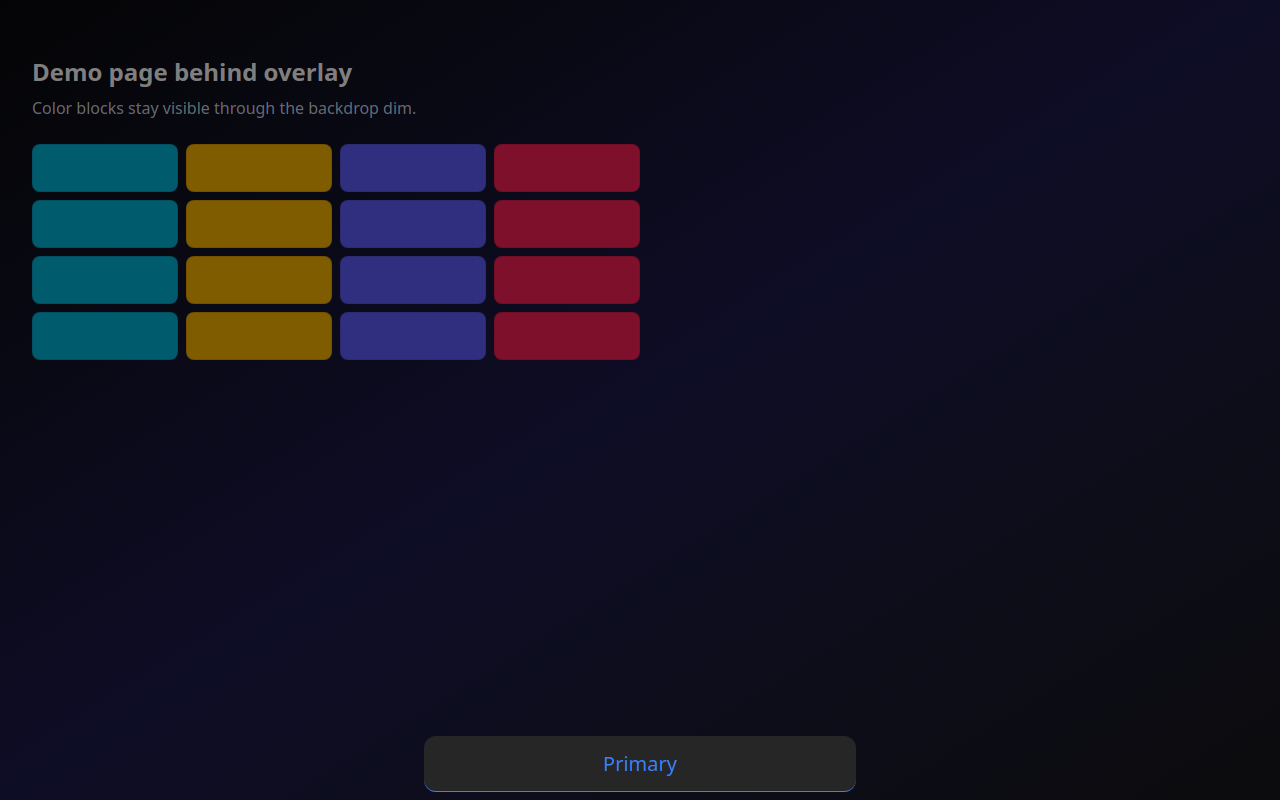 Demo page behind overlay
Color blocks stay visible through the backdrop dim.
Primary